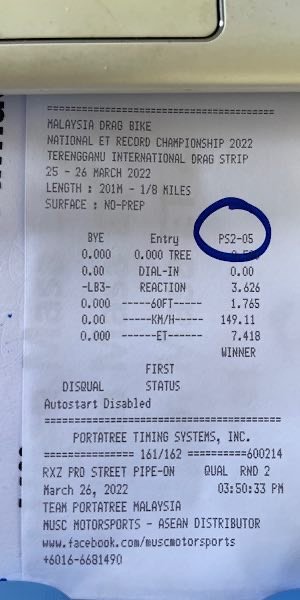 MALAYSIA DRAG BIKE
NATIONAL ET RECORD CHAMPIONSHIP 2022
TERENGGANU INTERNATIONAL DRAG STRIP
25 - 26 MARCH 2022
LENGTH : 201M - 1/8 MILES
SURFACE : NO-PREP
BYE Entry PS2-05
0.000 0.000 TREE
0.00 DIAL-IN 0.00
-LB3- REACTION 3.626
0.000 -----60FT----- 1.765
0.00 -----KM/H----- 149.11
0.000 ------ET------ 7.418
WINNER
FIRST
DISQUAL STATUS
Autostart Disabled
PORTATREE TIMING SYSTEMS, INC.
================ 161/162 ==========600214
RXZ FRD STREET PIPE-ON QUAL RND 2
March 26, 2022 03:50:33 PM
TEAM PORTATREE MALAYSIA
MUSC MOTORSPORTS - ASEAN DISTRIBUTOR
www.facebook.com/muscmotorsports
+6016-6681490